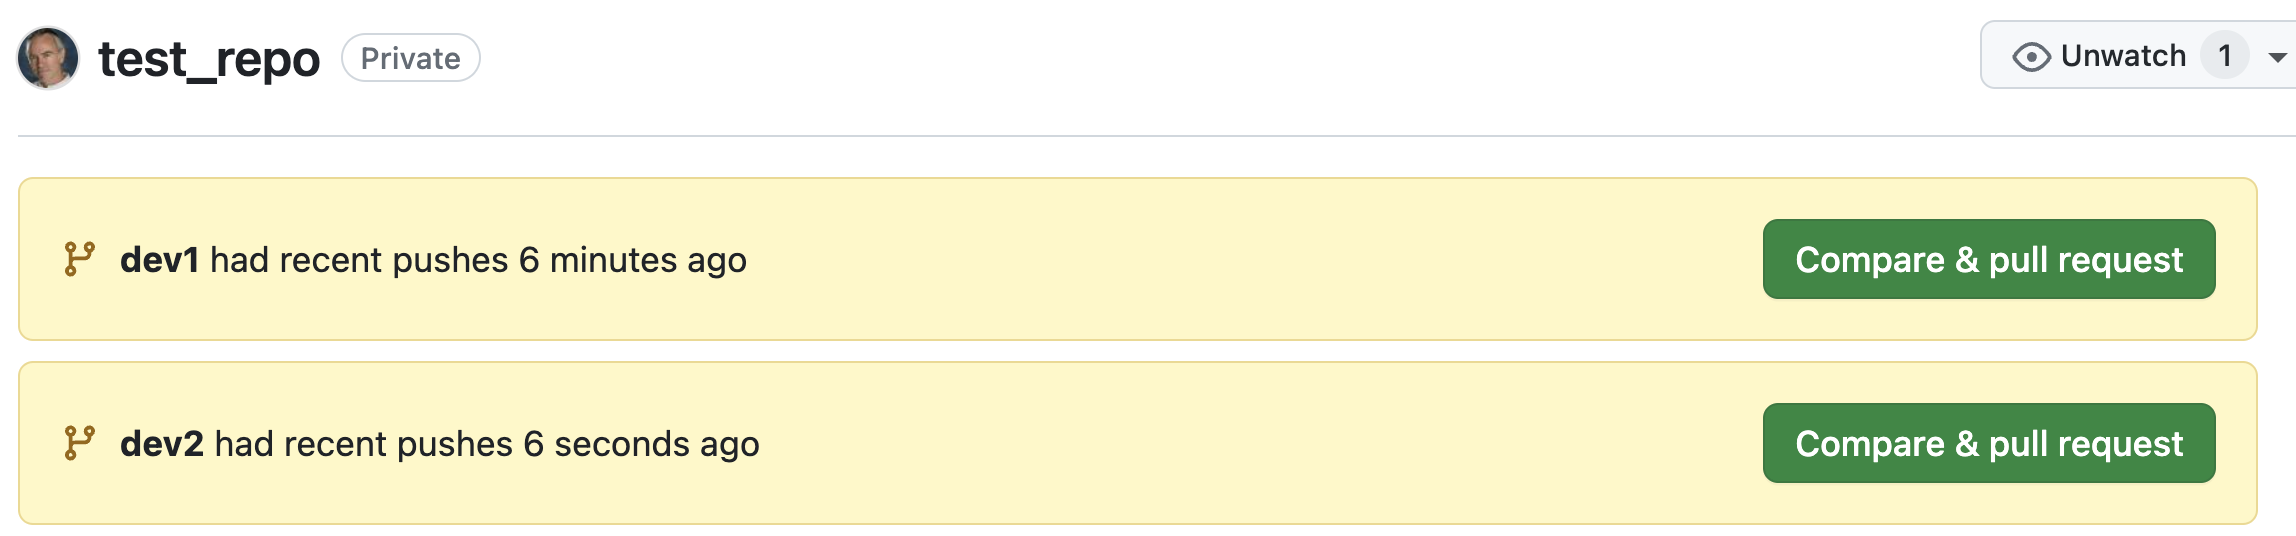 test_repo Private Unwatch 1
dev1 had recent pushes 6 minutes ago Compare & pull request
dev2 had recent pushes 6 seconds ago Compare & pull request